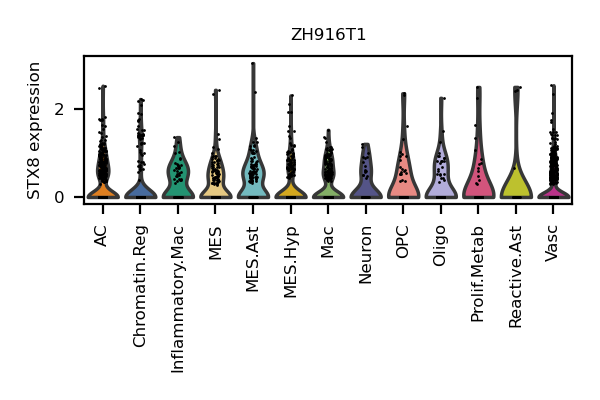 ZH916T1
STX8 expression
2
0
AC
Chromatin.Reg
Inflammatory.Mac
MES
MES.Ast
MES.Hyp
Mac
Neuron
OPC
Oligo
Prolif.Metab
Reactive.Ast
Vasc